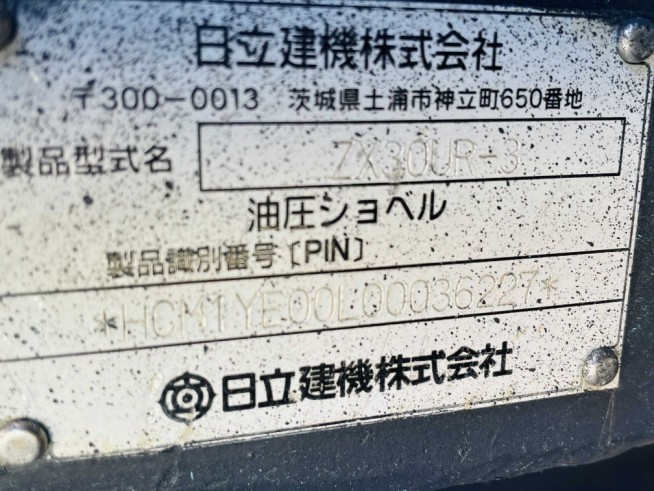 日立建機株式会社
〒300-0013 茨城県土浦市神立町650番地
製品型式名 ZX30UR-3
油圧ショベル
製品識別番号〔PIN〕
*HCM1YE00L00036227*
日立建機株式会社